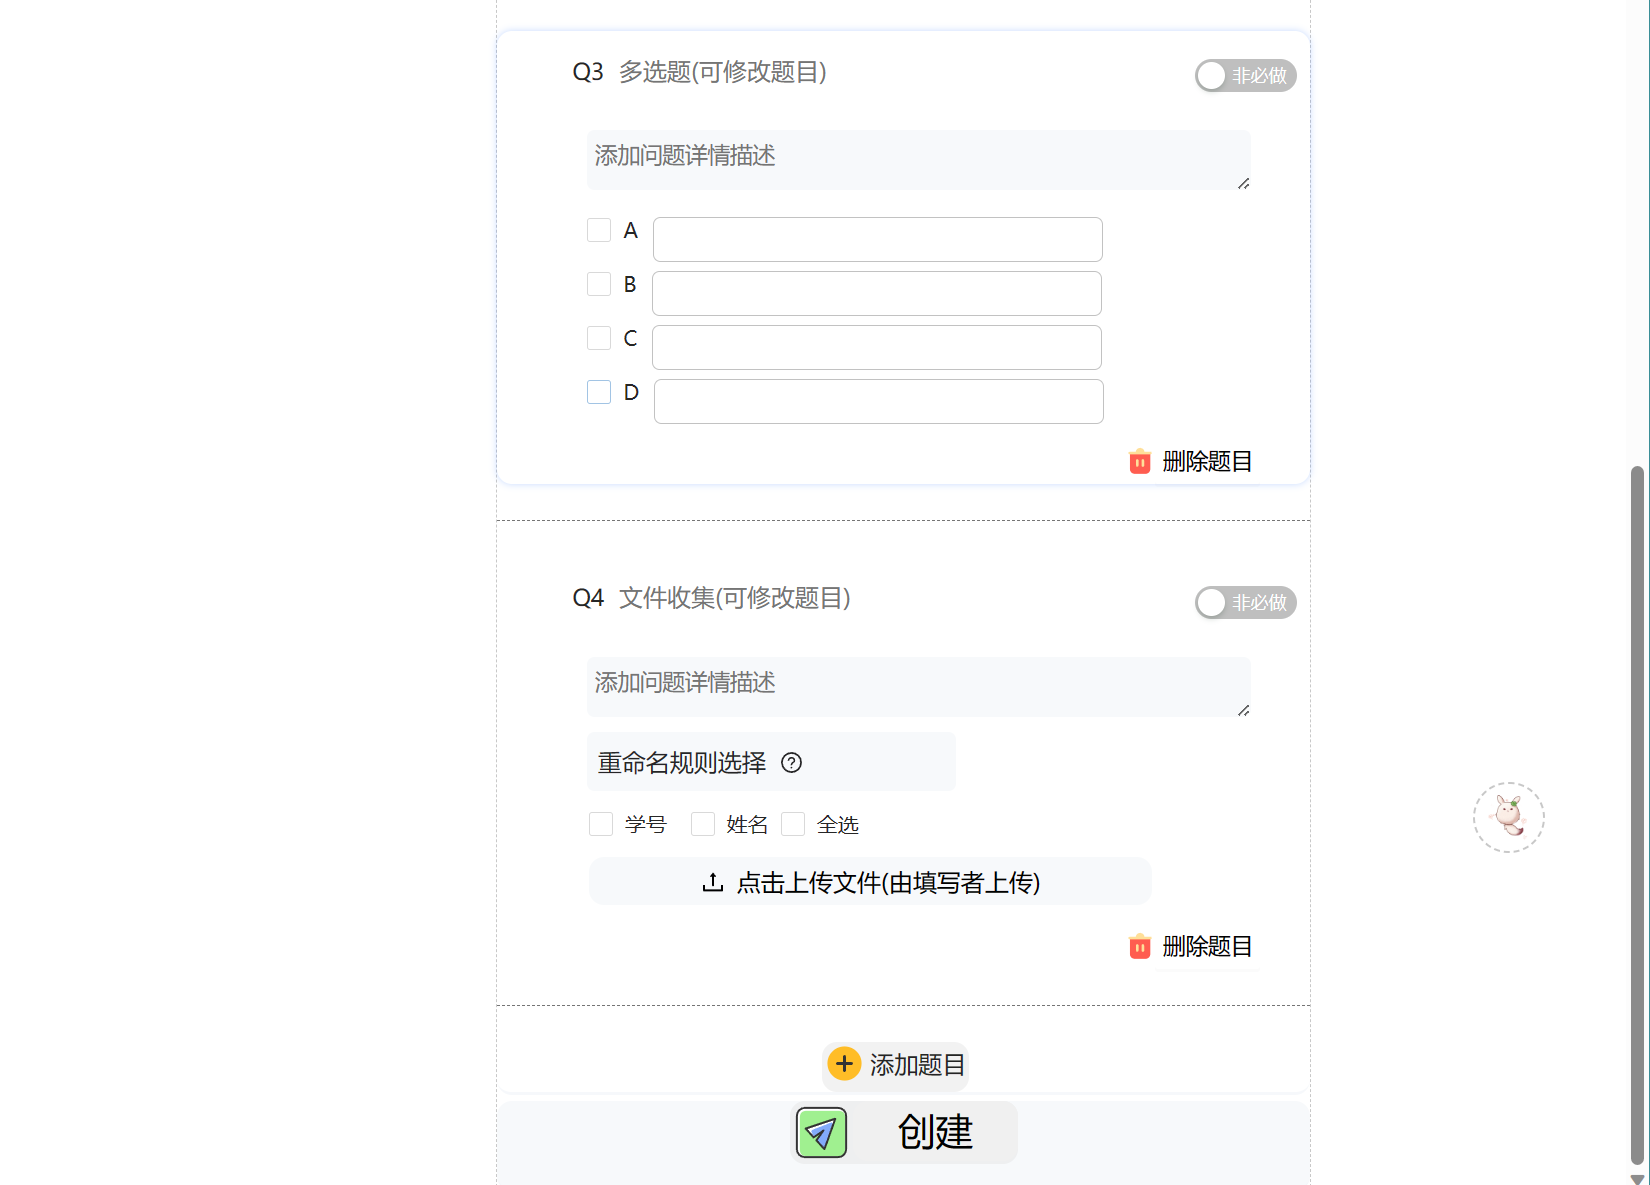 Q3 多选题(可修改题目)
非必做
添加问题详情描述
A
B
C
D
删除题目
Q4 文件收集(可修改题目)
非必做
添加问题详情描述
重命名规则选择 ?
学号 姓名 全选
点击上传文件(由填写者上传)
删除题目
添加题目
创建